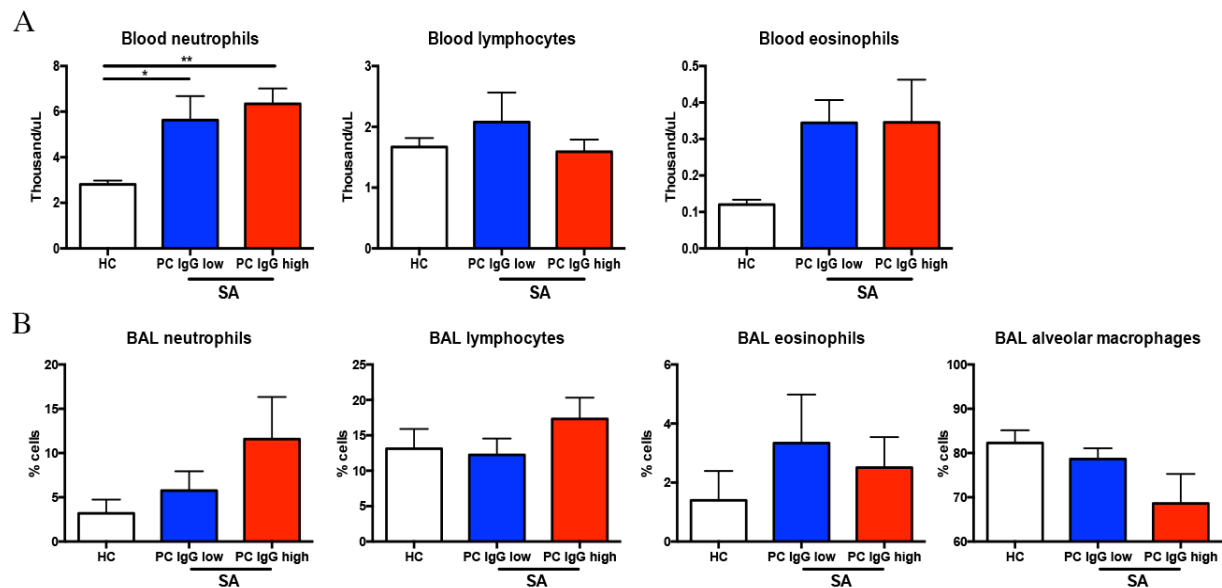 A
Blood neutrophils
Thousand/uL
8
6
4
2
0
*
**
HC
PC IgG low
PC IgG high
SA
Blood lymphocytes
Thousand/uL
3
2
1
0
HC
PC IgG low
PC IgG high
SA
Blood eosinophils
Thousand/uL
0.5
0.4
0.3
0.2
0.1
0.0
HC
PC IgG low
PC IgG high
SA
B
BAL neutrophils
% cells
20
15
10
5
0
HC
PC IgG low
PC IgG high
SA
BAL lymphocytes
% cells
25
20
15
10
5
0
HC
PC IgG low
PC IgG high
SA
BAL eosinophils
% cells
6
4
2
0
HC
PC IgG low
PC IgG high
SA
BAL alveolar macrophages
% cells
100
90
80
70
60
HC
PC IgG low
PC IgG high
SA